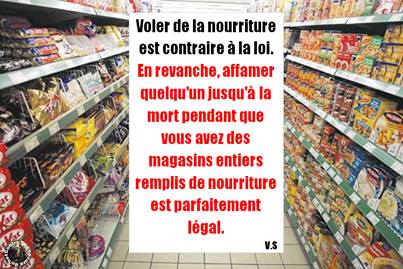 Voler de la nourriture
est contraire à la loi.
En revanche, affamer
quelqu'un jusqu'à la
mort pendant que
vous avez des
magasins entiers
remplis de nourriture
est parfaitement
légal.
V.S